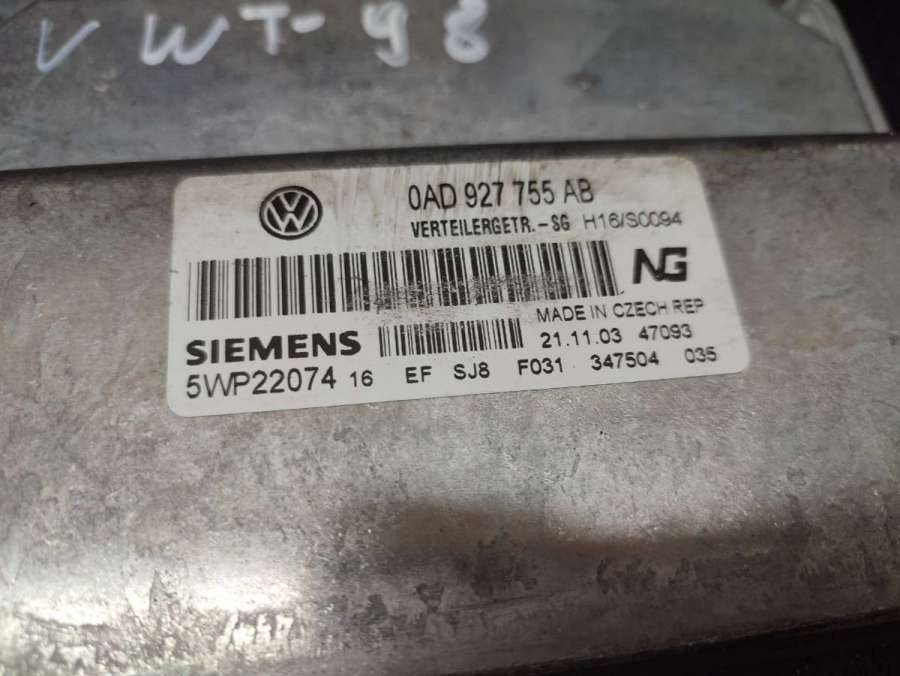 VWT-98
0AD 927 755 AB
VERTEILERGETR.-SG H16/S0094
NG
MADE IN CZECH REP
SIEMENS 21.11.03 47093
5WP22074 16 EF SJ8 F031 347504 035